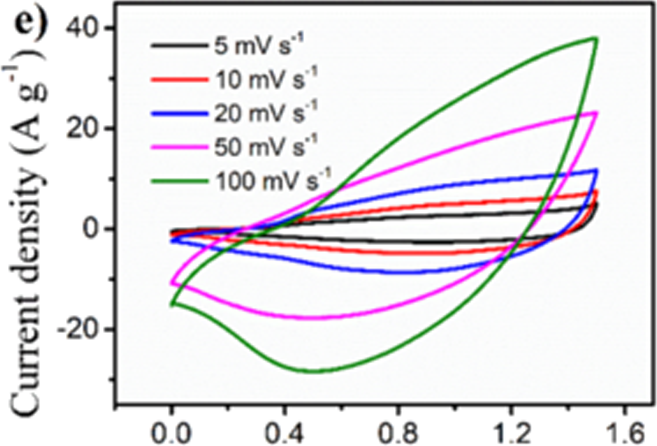 e)
Current density (A g⁻¹)
40
20
0
-20
5 mV s⁻¹
10 mV s⁻¹
20 mV s⁻¹
50 mV s⁻¹
100 mV s⁻¹
0.0 0.4 0.8 1.2 1.6